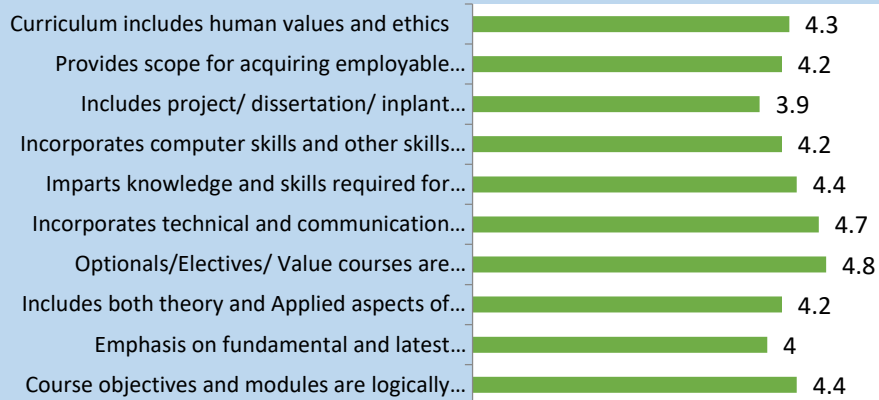 Curriculum includes human values and ethics 4.3
Provides scope for acquiring employable… 4.2
Includes project/ dissertation/ inplant… 3.9
Incorporates computer skills and other skills… 4.2
Imparts knowledge and skills required for… 4.4
Incorporates technical and communication… 4.7
Optionals/Electives/ Value courses are… 4.8
Includes both theory and Applied aspects of… 4.2
Emphasis on fundamental and latest… 4
Course objectives and modules are logically… 4.4